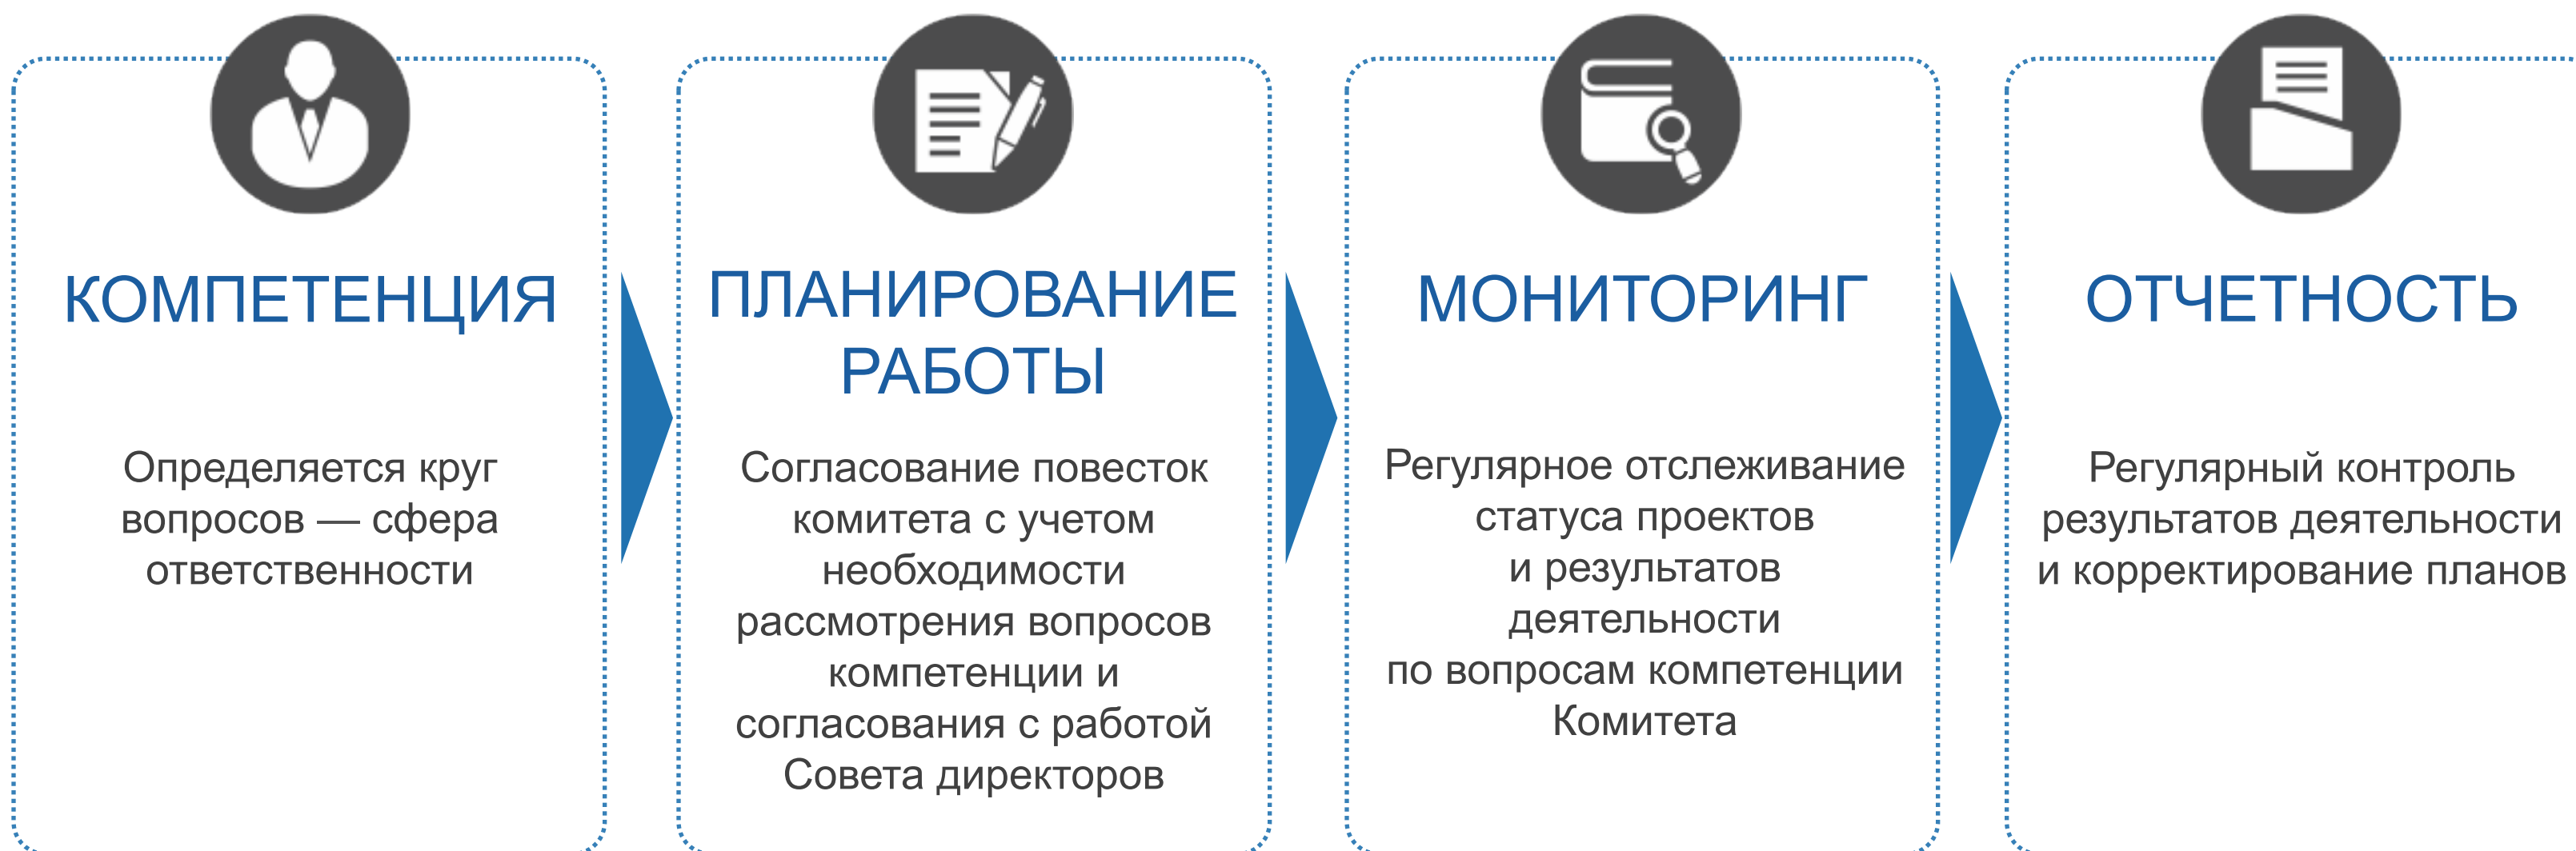 КОМПЕТЕНЦИЯ
Определяется круг
вопросов — сфера
ответственности
ПЛАНИРОВАНИЕ
РАБОТЫ
Согласование повесток
комитета с учетом
необходимости
рассмотрения вопросов
компетенции и
согласования с работой
Совета директоров
МОНИТОРИНГ
Регулярное отслеживание
статуса проектов
и результатов
деятельности
по вопросам компетенции
Комитета
ОТЧЕТНОСТЬ
Регулярный контроль
результатов деятельности
и корректирование планов